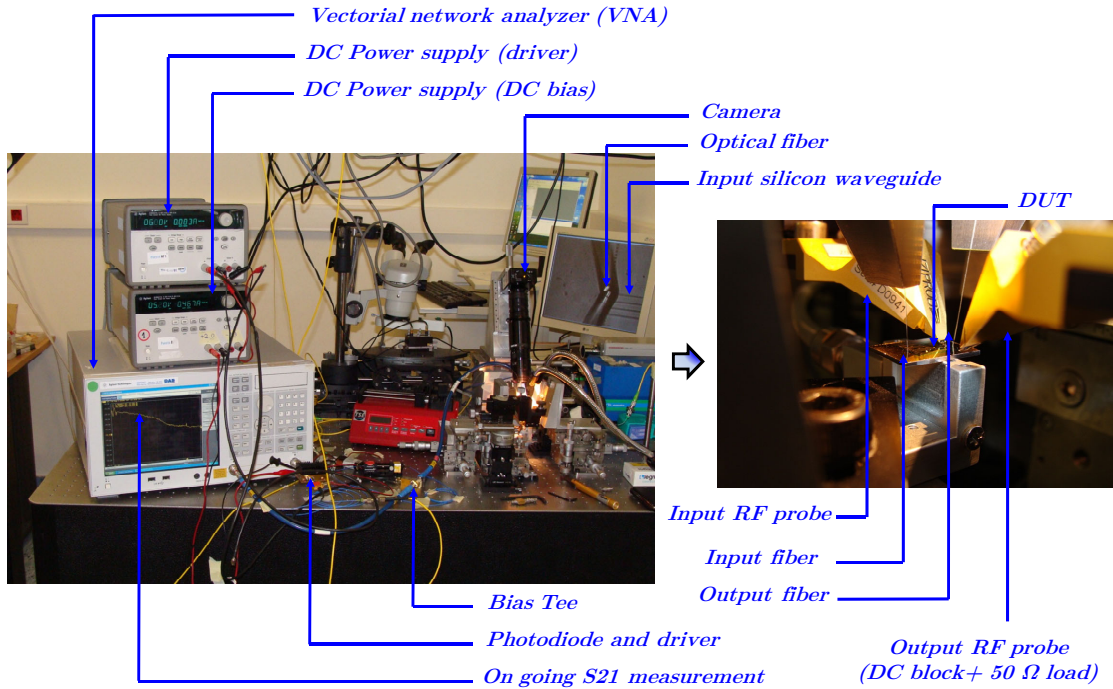 Vectorial network analyzer (VNA)
DC Power supply (driver)
DC Power supply (DC bias)
Camera
Optical fiber
Input silicon waveguide
DUT
Input RF probe
Input fiber
Output fiber
Output RF probe
(DC block+ 50 Ω load)
Bias Tee
Photodiode and driver
On going S21 measurement